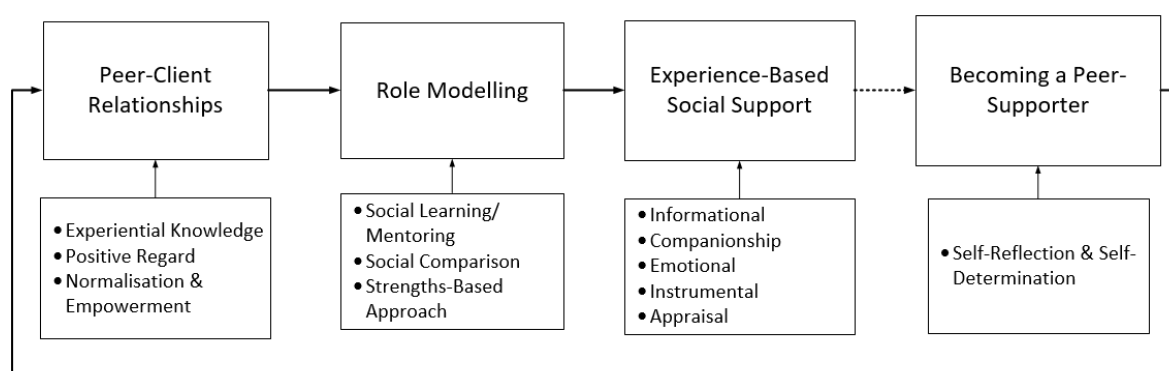 Peer-Client
Relationships
Role Modelling
Experience-Based
Social Support
Becoming a Peer-
Supporter
• Experiential Knowledge
• Positive Regard
• Normalisation &
Empowerment
• Social Learning/
Mentoring
• Social Comparison
• Strengths-Based
Approach
• Informational
• Companionship
• Emotional
• Instrumental
• Appraisal
• Self-Reflection & Self-
Determination